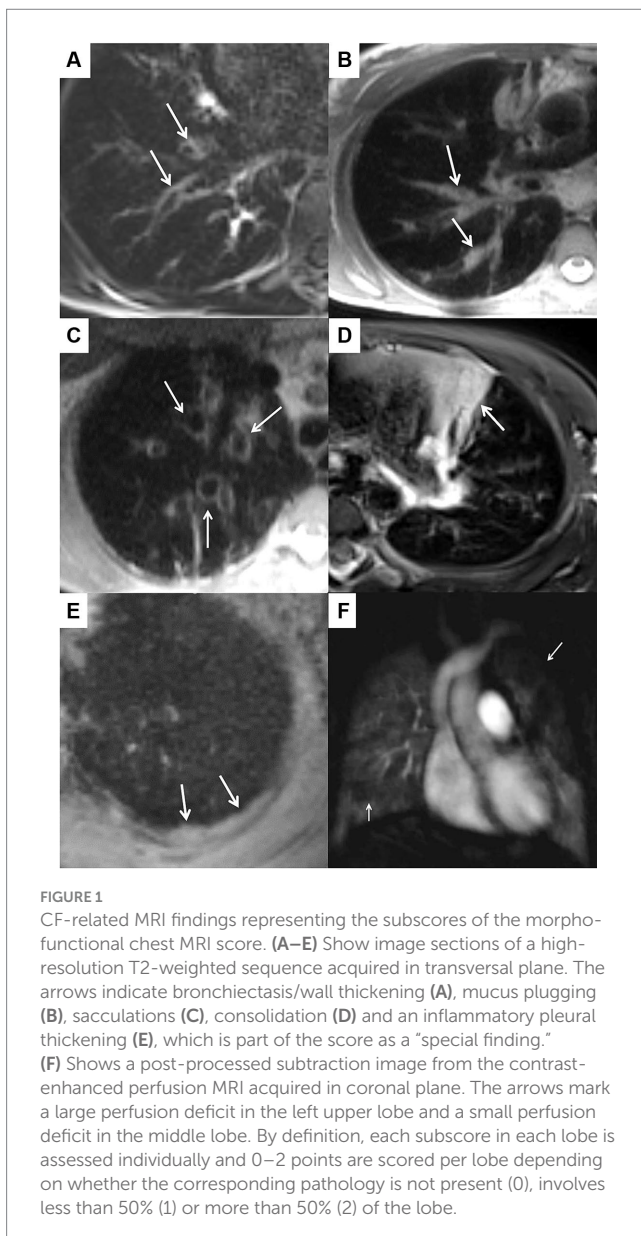 A
B
C
D
E
F
FIGURE 1
CF-related MRI findings representing the subscores of the morpho-
functional chest MRI score. (A–E) Show image sections of a high-
resolution T2-weighted sequence acquired in transversal plane. The
arrows indicate bronchiectasis/wall thickening (A), mucus plugging
(B), sacculations (C), consolidation (D) and an inflammatory pleural
thickening (E), which is part of the score as a “special finding.”
(F) Shows a post-processed subtraction image from the contrast-
enhanced perfusion MRI acquired in coronal plane. The arrows mark
a large perfusion deficit in the left upper lobe and a small perfusion
deficit in the middle lobe. By definition, each subscore in each lobe is
assessed individually and 0–2 points are scored per lobe depending
on whether the corresponding pathology is not present (0), involves
less than 50% (1) or more than 50% (2) of the lobe.